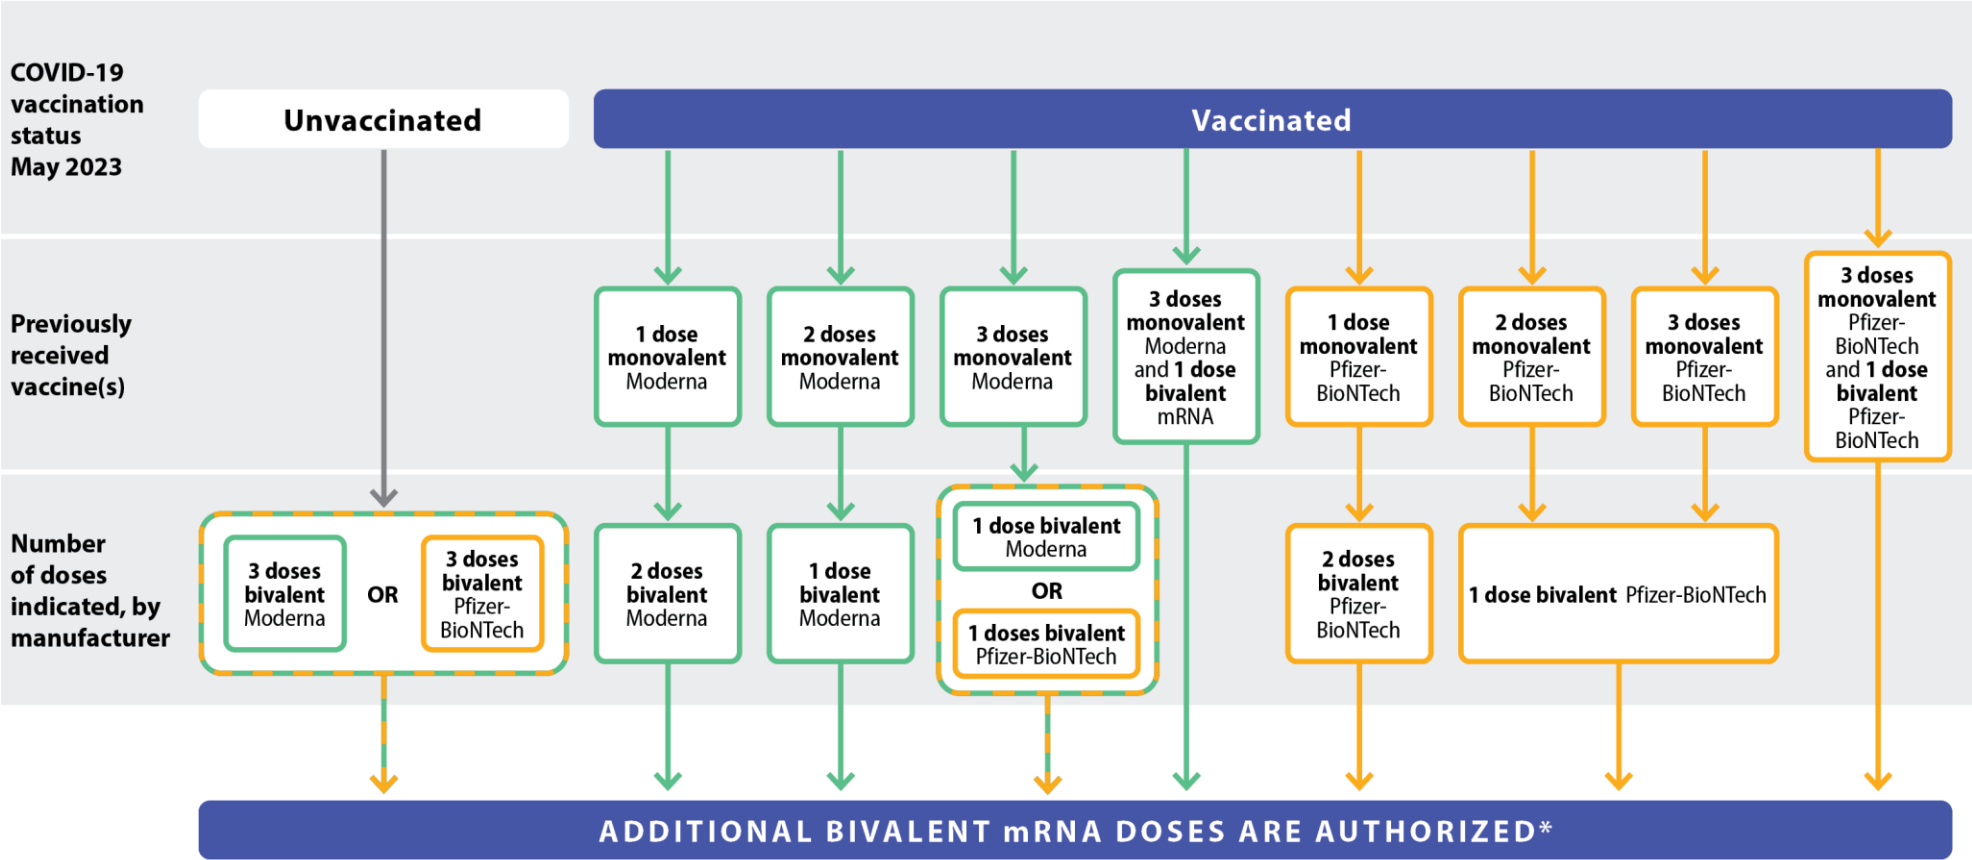 COVID-19
vaccination
status
May 2023
Unvaccinated
Vaccinated
Previously
received
vaccine(s)
1 dose
monovalent
Moderna
2 doses
monovalent
Moderna
3 doses
monovalent
Moderna
3 doses
monovalent
Moderna
and 1 dose
bivalent
mRNA
1 dose
monovalent
Pfizer-
BioNTech
2 doses
monovalent
Pfizer-
BioNTech
3 doses
monovalent
Pfizer-
BioNTech
3 doses
monovalent
Pfizer-
BioNTech
and 1 dose
bivalent
Pfizer-
BioNTech
Number
of doses
indicated, by
manufacturer
3 doses
bivalent
Moderna
OR
3 doses
bivalent
Pfizer-
BioNTech
2 doses
bivalent
Moderna
1 dose
bivalent
Moderna
1 dose bivalent
Moderna
OR
1 doses bivalent
Pfizer-BioNTech
2 doses
bivalent
Pfizer-
BioNTech
1 dose bivalent Pfizer-BioNTech
ADDITIONAL BIVALENT mRNA DOSES ARE AUTHORIZED*